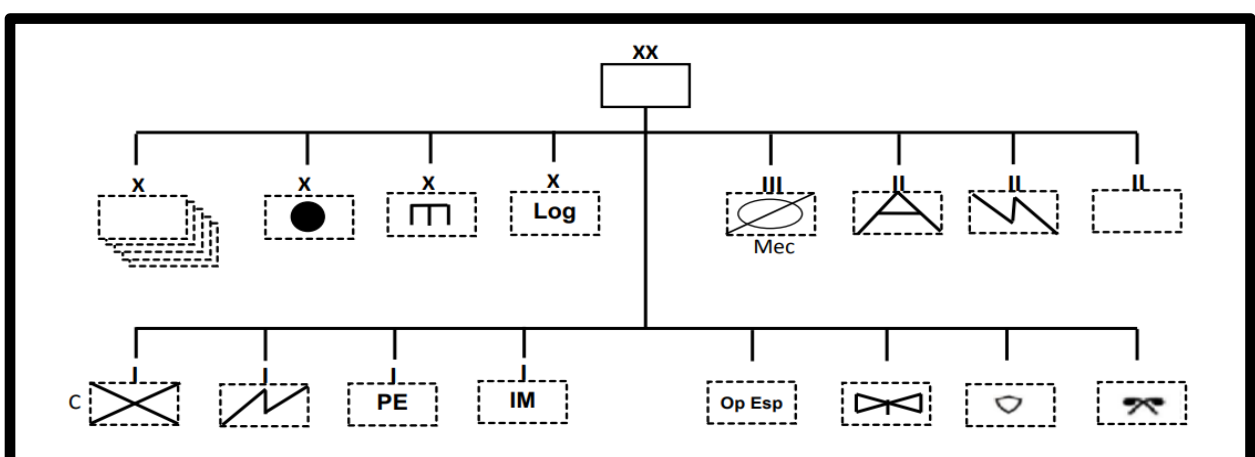 XX
X X X X III II II II
Log
Mec
I I I I
C PE IM Op Esp